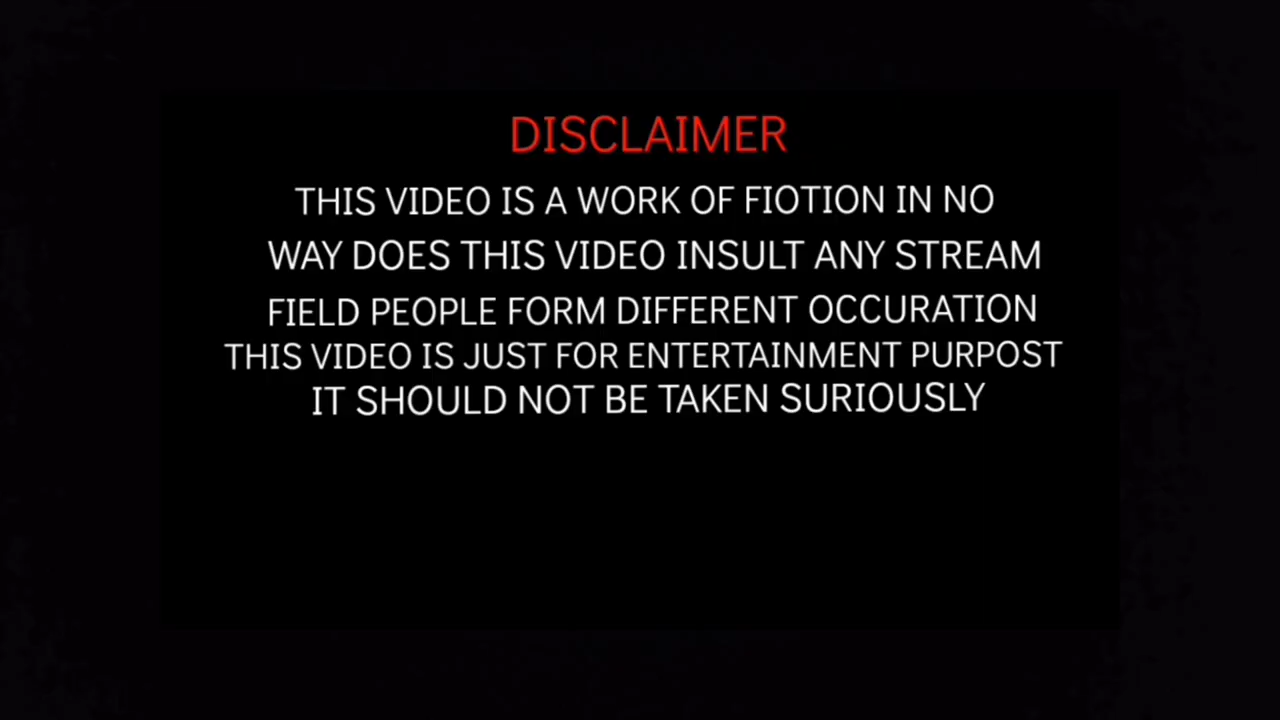 DISCLAIMER
THIS VIDEO IS A WORK OF FIOTION IN NO
WAY DOES THIS VIDEO INSULT ANY STREAM
FIELD PEOPLE FORM DIFFERENT OCCURATION
THIS VIDEO IS JUST FOR ENTERTAINMENT PURPOST
IT SHOULD NOT BE TAKEN SURIOUSLY